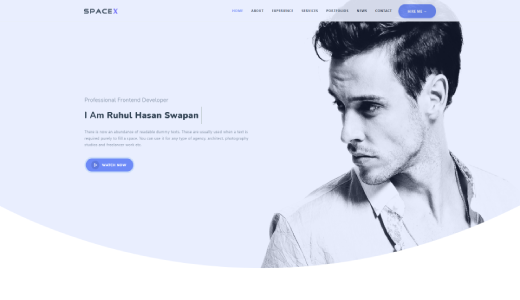 SPACEX
HOME ABOUT EXPERIENCE SERVICES PORTFOLIO NEWS CONTACT HIRE ME
Professional Frontend Developer
I Am Ruhul Hasan Swapan
There is now an abundance of readable dummy texts. These are usually used when a text is
required purely to fill a space. You can use it for any type of agency, architect, photography
studios and freelancer work etc.
WATCH NOW